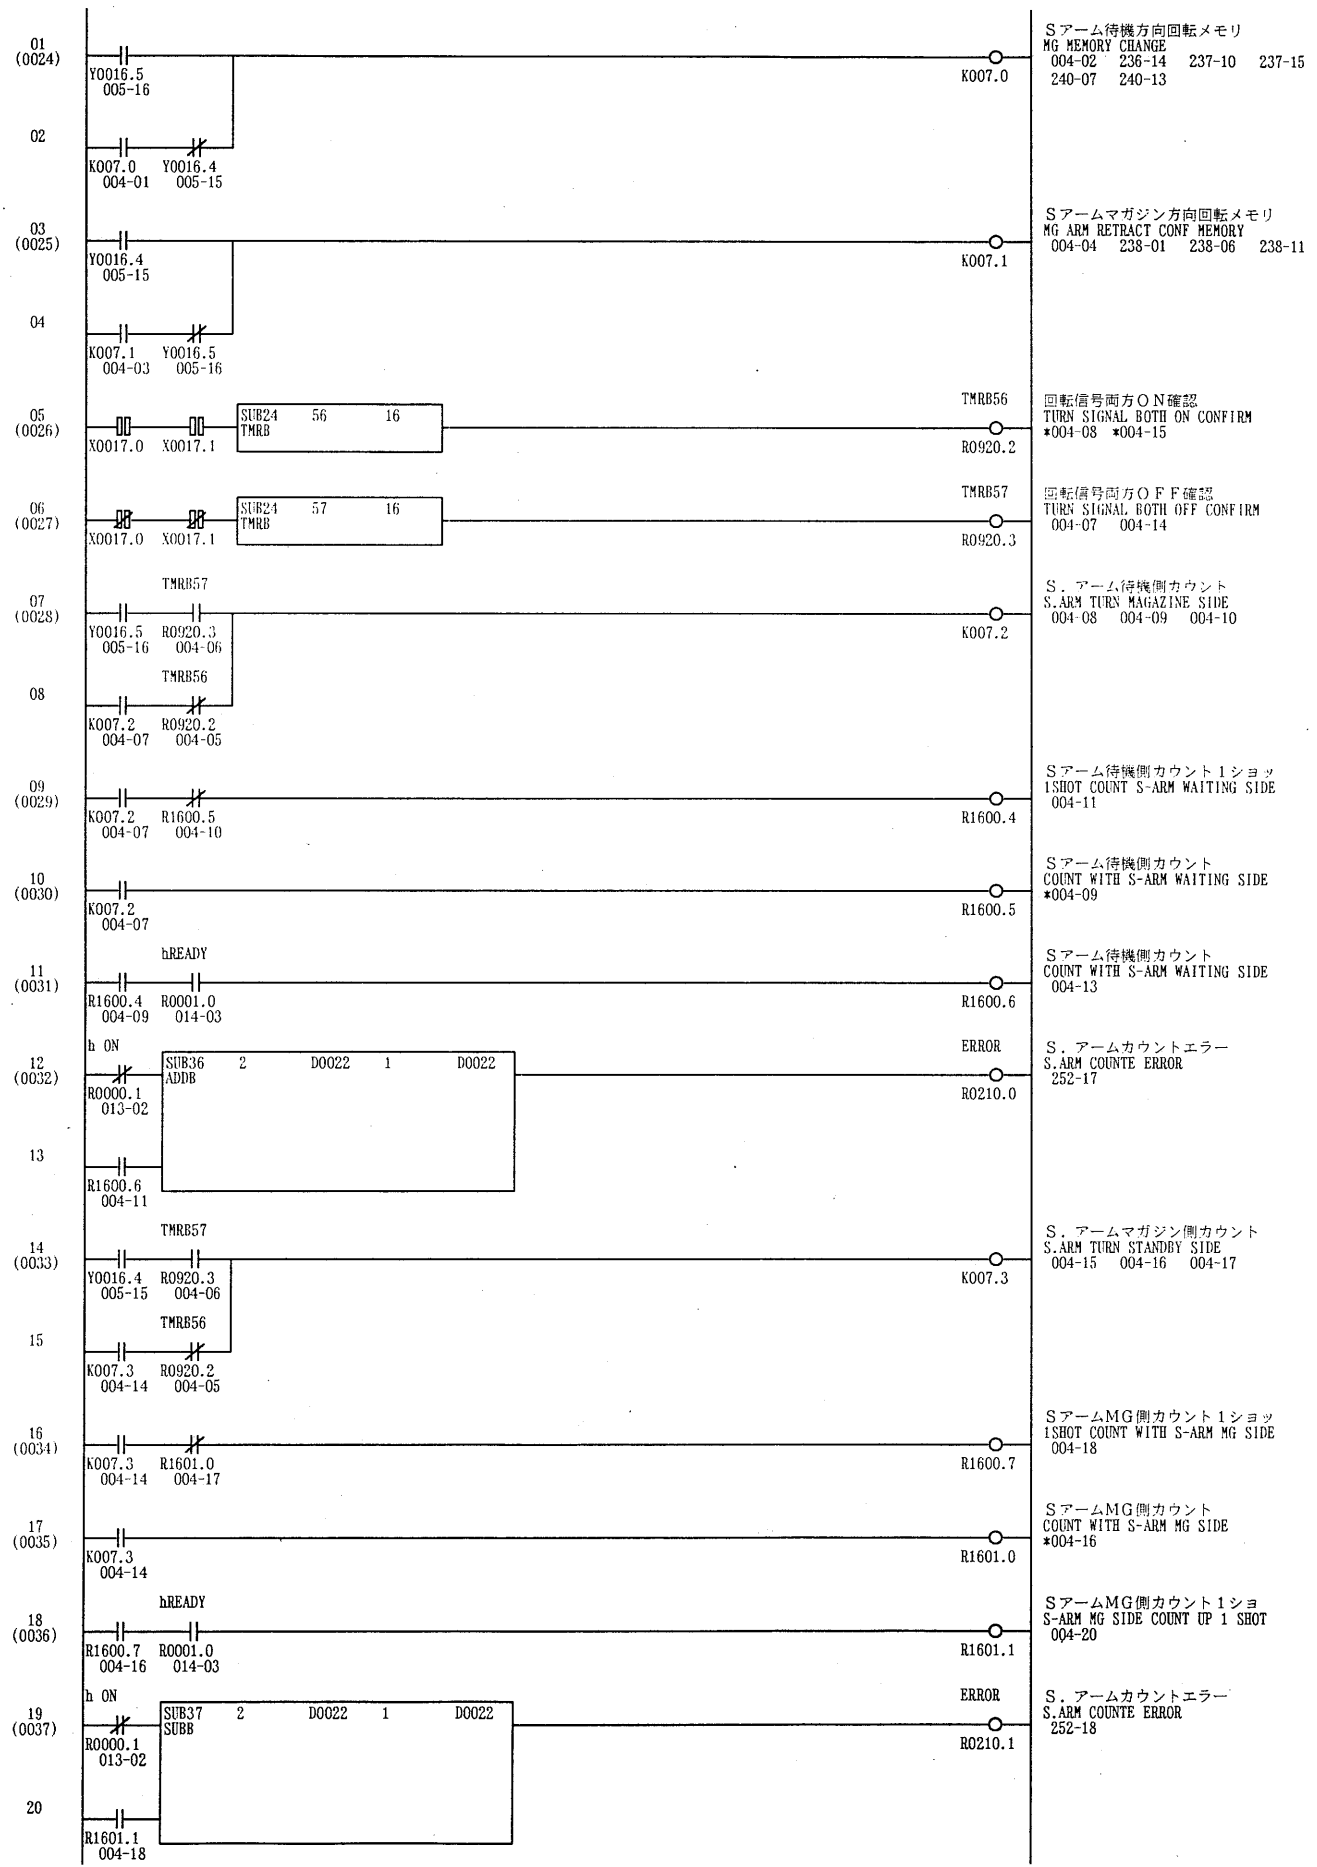 01
(0024)
Y0016.5
005-16
K007.0
Sアーム待機方向回転メモリ
MG MEMORY CHANGE
004-02 236-14 237-10 237-15
240-07 240-13
02
K007.0 Y0016.4
004-01 005-15
03
(0025)
Y0016.4
005-15
K007.1
Sアームマガジン方向回転メモリ
MG ARM RETRACT CONF MEMORY
004-04 238-01 238-06 238-11
04
K007.1 Y0016.5
004-03 005-16
05
(0026)
X0017.0 X0017.1
SUB24 56 16
TMRB
TMRB56
R0920.2
回転信号両方ON確認
TURN SIGNAL BOTH ON CONFIRM
*004-08 *004-15
06
(0027)
X0017.0 X0017.1
SUB24 57 16
TMRB
TMRB57
R0920.3
回転信号両方OFF確認
TURN SIGNAL BOTH OFF CONFIRM
004-07 004-14
TMRB57
07
(0028)
Y0016.5 R0920.3
005-16 004-06
K007.2
S．アーム待機側カウント
S.ARM TURN MAGAZINE SIDE
004-08 004-09 004-10
TMRB56
08
K007.2 R0920.2
004-07 004-05
09
(0029)
K007.2 R1600.5
004-07 004-10
R1600.4
Sアーム待機側カウント1ショッ
1SHOT COUNT S-ARM WAITING SIDE
004-11
10
(0030)
K007.2
004-07
R1600.5
Sアーム待機側カウント
COUNT WITH S-ARM WAITING SIDE
*004-09
hREADY
11
(0031)
R1600.4 R0001.0
004-09 014-03
R1600.6
Sアーム待機側カウント
COUNT WITH S-ARM WAITING SIDE
004-13
h ON
12
(0032)
R0000.1
013-02
SUB36 2 D0022 1 D0022
ADDB
ERROR
R0210.0
S．アームカウントエラー
S.ARM COUNTE ERROR
252-17
13
R1600.6
004-11
TMRB57
14
(0033)
Y0016.4 R0920.3
005-15 004-06
K007.3
S．アームマガジン側カウント
S.ARM TURN STANDBY SIDE
004-15 004-16 004-17
TMRB56
15
K007.3 R0920.2
004-14 004-05
16
(0034)
K007.3 R1601.0
004-14 004-17
R1600.7
SアームMG側カウント1ショッ
1SHOT COUNT WITH S-ARM MG SIDE
004-18
17
(0035)
K007.3
004-14
R1601.0
SアームMG側カウント
COUNT WITH S-ARM MG SIDE
*004-16
hREADY
18
(0036)
R1600.7 R0001.0
004-16 014-03
R1601.1
SアームMG側カウント1ショ
S-ARM MG SIDE COUNT UP 1 SHOT
004-20
h ON
19
(0037)
R0000.1
013-02
SUB37 2 D0022 1 D0022
SUBB
ERROR
R0210.1
S．アームカウントエラー
S.ARM COUNTE ERROR
252-18
20
R1601.1
004-18